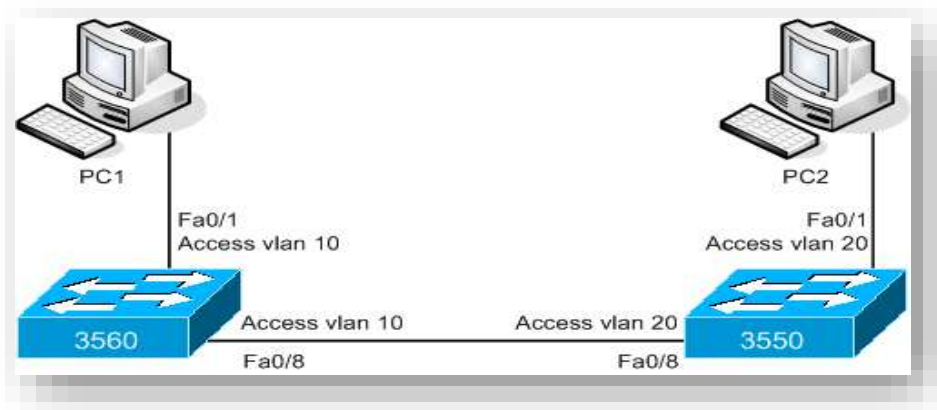 PC1
PC2
Fa0/1
Access vlan 10
Fa0/1
Access vlan 20
3560
Access vlan 10
Fa0/8
Access vlan 20
Fa0/8
3550